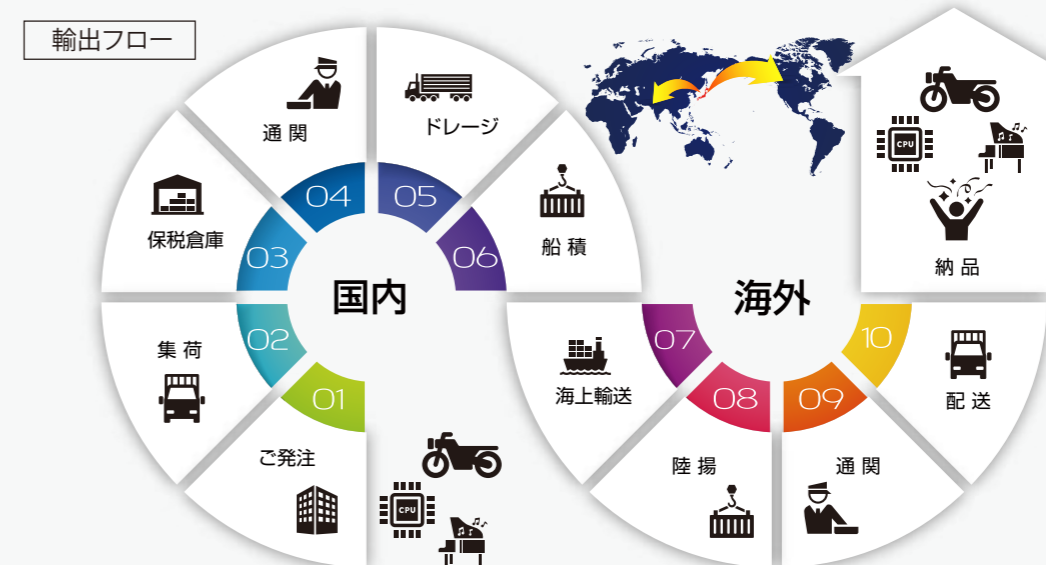 輸出フロー
国内
01
ご発注
02
集荷
03
保税倉庫
04
通関
05
ドレージ
06
船積
CPU
海外
07
海上輸送
08
陸揚
09
通関
10
配送
CPU
納品